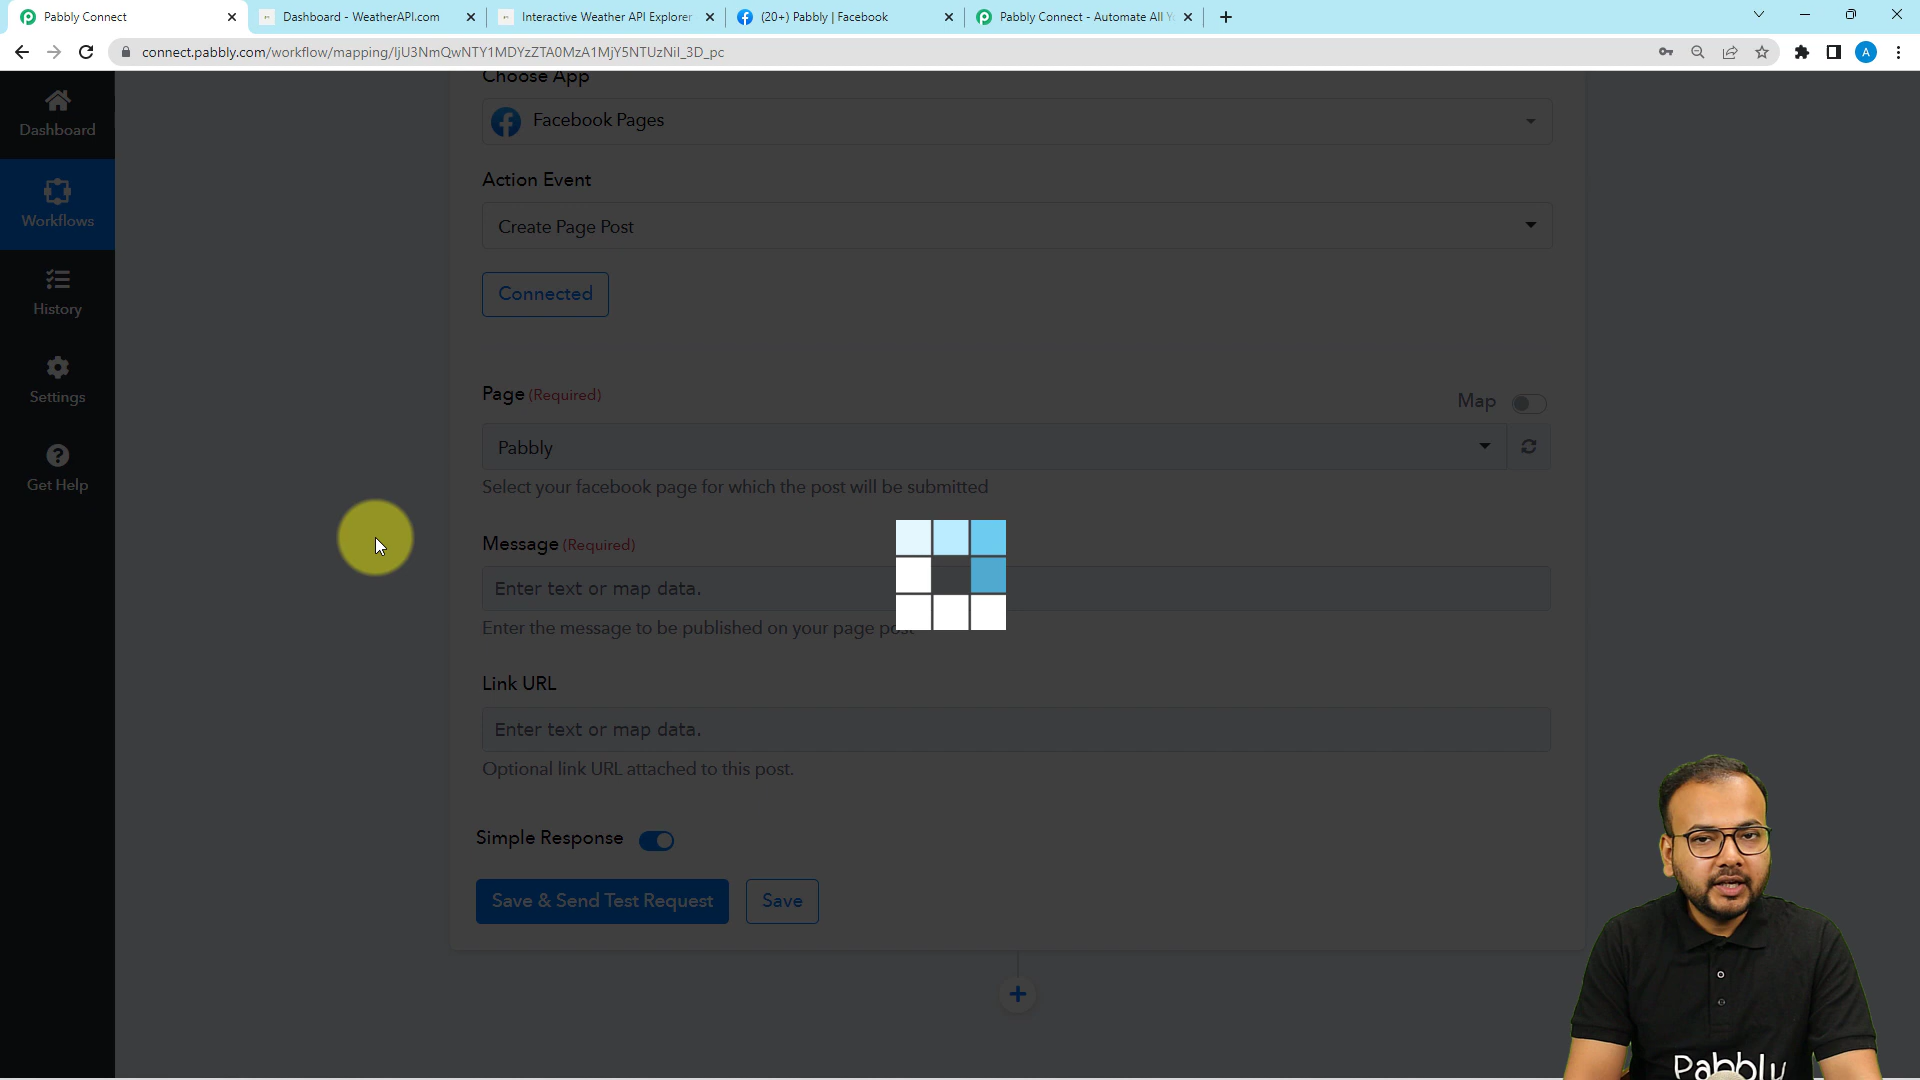 Pabbly Connect
Dashboard - WeatherAPI.com
Interactive Weather API Explorer
(20+) Pabbly | Facebook
Pabbly Connect - Automate All Y
connect.pabbly.com/workflow/mapping/
A
Choose App
Facebook Pages
Dashboard
Action Event
Create Page Post
Workflows
Connected
History
Page (Required)
Map
Settings
Pabbly
Get Help
Select your facebook page for which the post will be submitted
Message (Required)
Enter text or map data.
Enter the message to be published on your page post
Link URL
Enter text or map data.
Optional link URL attached to this post.
Simple Response
Save & Send Test Request
Save
Pabbly